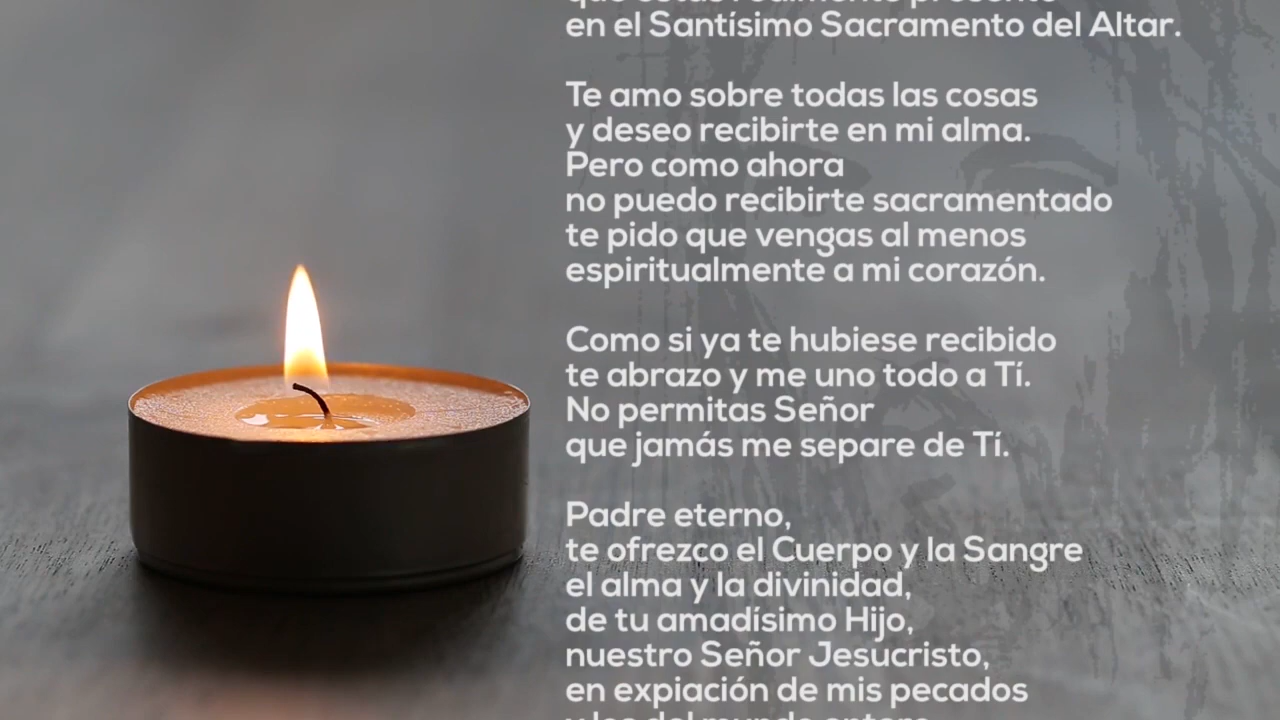 en el Santísimo Sacramento del Altar.
Te amo sobre todas las cosas
y deseo recibirte en mi alma.
Pero como ahora
no puedo recibirte sacramentado
te pido que vengas al menos
espiritualmente a mi corazón.
Como si ya te hubiese recibido
te abrazo y me uno todo a Tí.
No permitas Señor
que jamás me separe de Tí.
Padre eterno,
te ofrezco el Cuerpo y la Sangre
el alma y la divinidad,
de tu amadísimo Hijo,
nuestro Señor Jesucristo,
en expiación de mis pecados